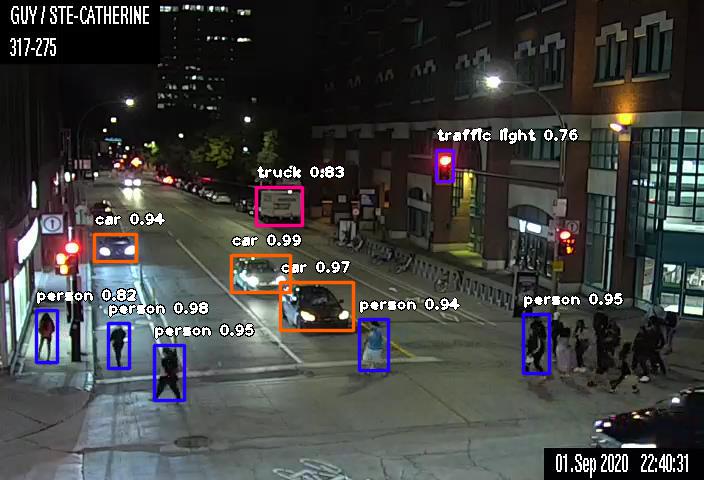 GUY / STE-CATHERINE
317-275
traffic light 0.76
truck 0.83
car 0.94
car 0.99
car 0.97
person 0.82
person 0.98
person 0.95
person 0.94
person 0.95
01.Sep 2020 22:40:31